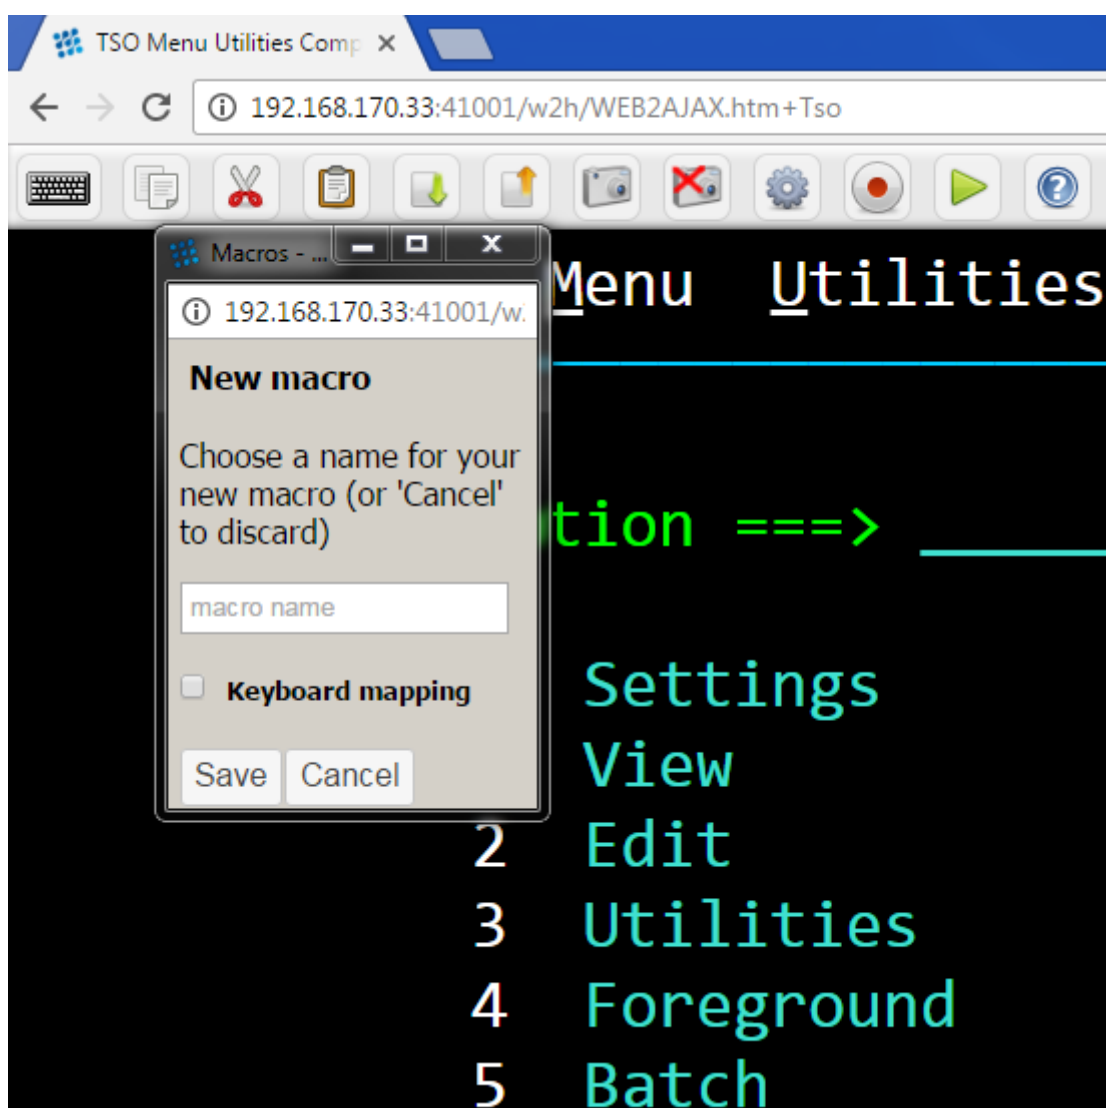 TSO Menu Utilities Comp
192.168.170.33:41001/w2h/WEB2AJAX.htm+Tso
Macros - ...
192.168.170.33:41001/w.
New macro
Choose a name for your
new macro (or 'Cancel'
to discard)
macro name
Keyboard mapping
Save Cancel
Menu Utilities
tion ===>
Settings
View
2 Edit
3 Utilities
4 Foreground
5 Batch